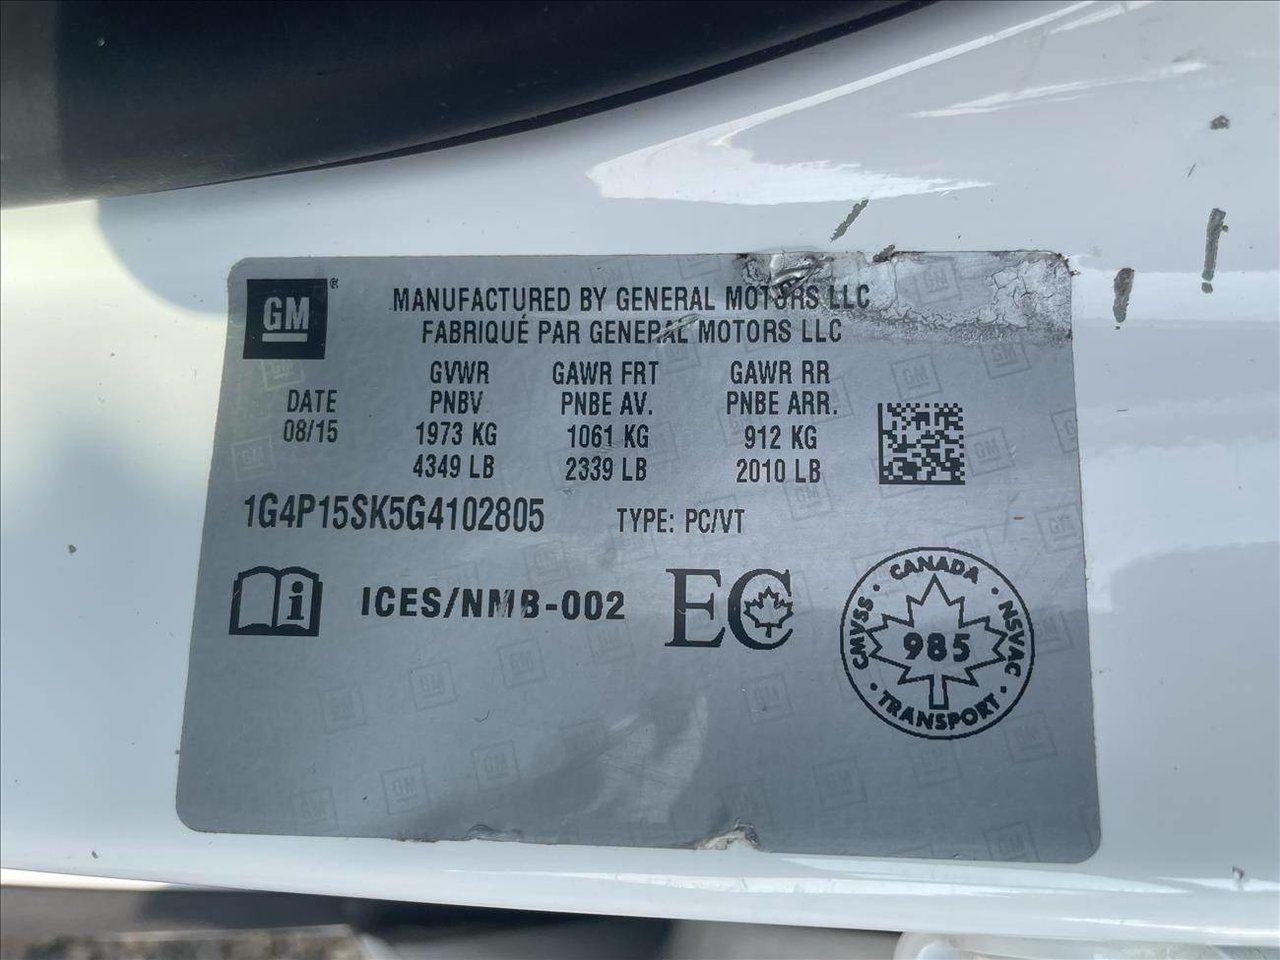 GM ®
MANUFACTURED BY GENERAL MOTORS LLC
FABRIQUÉ PAR GENERAL MOTORS LLC
GVWR GAWR FRT GAWR RR
DATE PNBV PNBE AV. PNBE ARR.
08/15 1973 KG 1061 KG 912 KG
4349 LB 2339 LB 2010 LB
1G4P15SK5G4102805 TYPE: PC/VT
i ICES/NMB-002 EC
CANADA
CMVSS · NSVAC
985
TRANSPORT